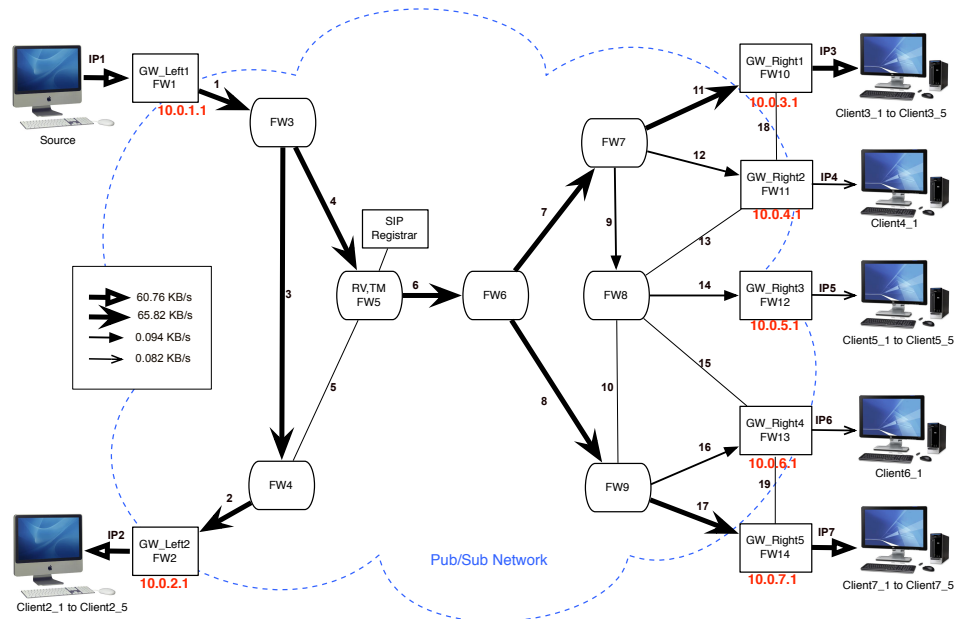 IP1
GW_Left1
FW1
10.0.1.1
Source
1
FW3
4
3
SIP
Registrar
RV,TM
FW5
6
5
60.76 KB/s
65.82 KB/s
0.094 KB/s
0.082 KB/s
FW4
2
IP2
GW_Left2
FW2
10.0.2.1
Client2_1 to Client2_5
FW6
7
8
FW7
9
11
12
FW8
13
14
15
10
FW9
16
17
GW_Right1
FW10
10.0.3.1
IP3
Client3_1 to Client3_5
18
GW_Right2
FW11
10.0.4.1
IP4
Client4_1
GW_Right3
FW12
10.0.5.1
IP5
Client5_1 to Client5_5
GW_Right4
FW13
10.0.6.1
IP6
Client6_1
19
GW_Right5
FW14
10.0.7.1
IP7
Client7_1 to Client7_5
Pub/Sub Network